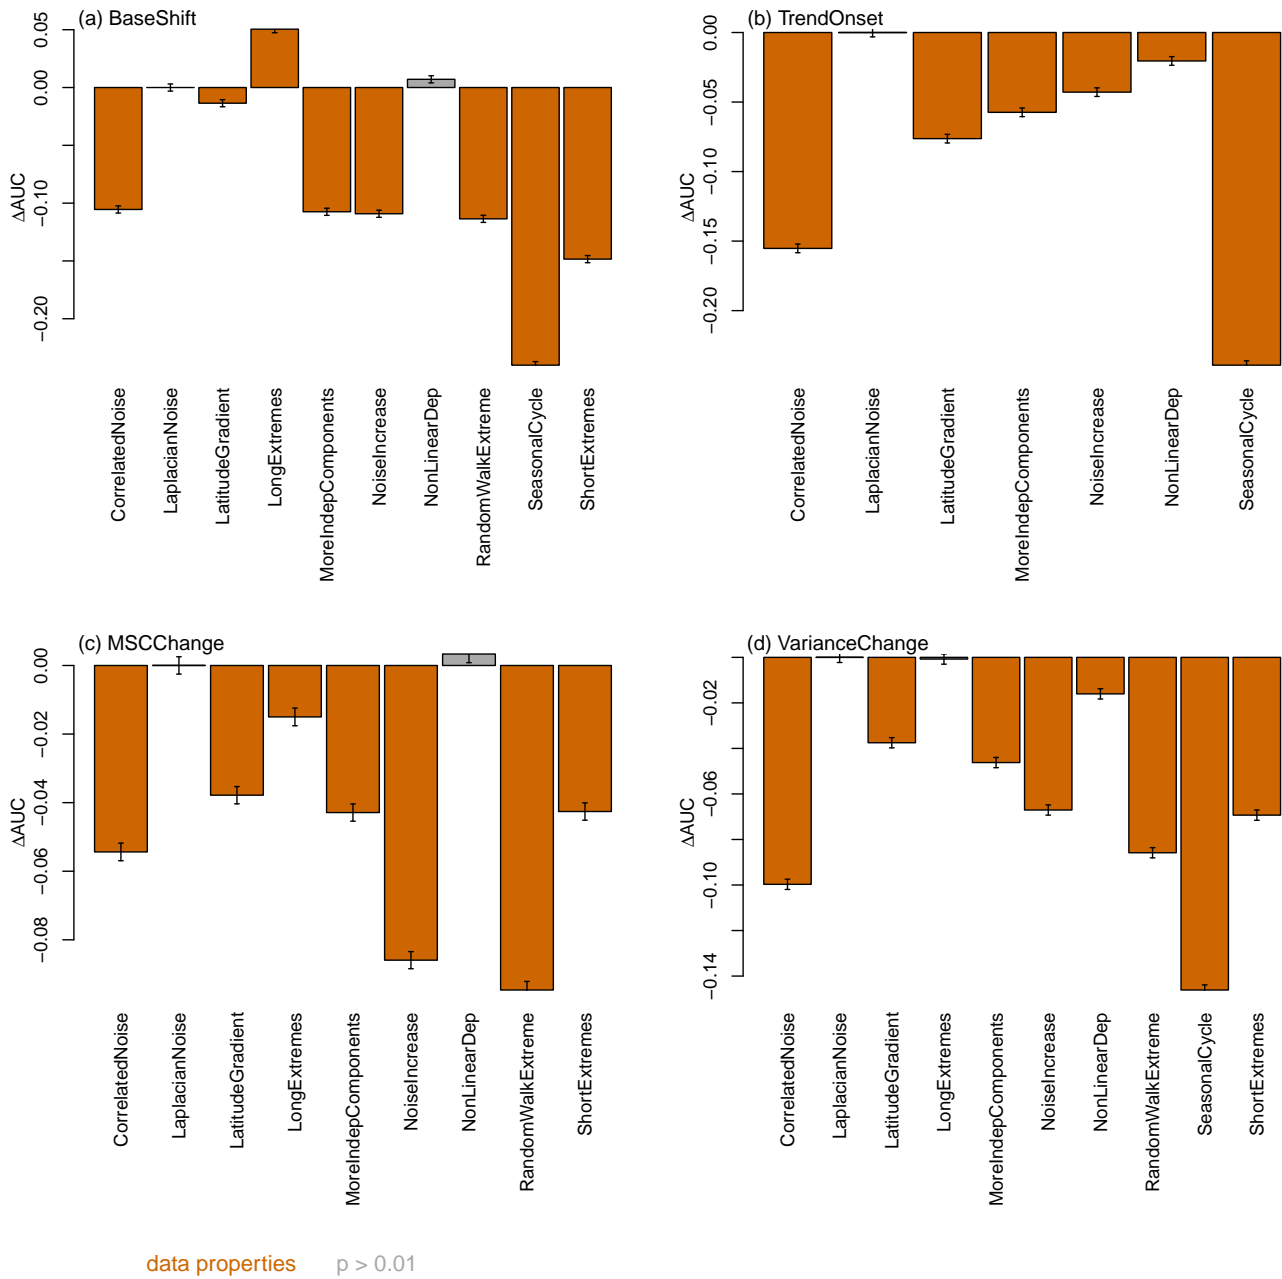 (a) BaseShift
ΔAUC
0.05
0.00
−0.10
−0.20
CorrelatedNoise
LaplacianNoise
LatitudeGradient
LongExtremes
MoreIndepComponents
NoiseIncrease
NonLinearDep
RandomWalkExtreme
SeasonalCycle
ShortExtremes
(b) TrendOnset
ΔAUC
0.00
−0.05
−0.10
−0.15
−0.20
CorrelatedNoise
LaplacianNoise
LatitudeGradient
MoreIndepComponents
NoiseIncrease
NonLinearDep
SeasonalCycle
(c) MSCChange
ΔAUC
0.00
−0.02
−0.04
−0.06
−0.08
CorrelatedNoise
LaplacianNoise
LatitudeGradient
LongExtremes
MoreIndepComponents
NoiseIncrease
NonLinearDep
RandomWalkExtreme
ShortExtremes
(d) VarianceChange
ΔAUC
−0.02
−0.06
−0.10
−0.14
CorrelatedNoise
LaplacianNoise
LatitudeGradient
LongExtremes
MoreIndepComponents
NoiseIncrease
NonLinearDep
RandomWalkExtreme
SeasonalCycle
ShortExtremes
data properties
p > 0.01